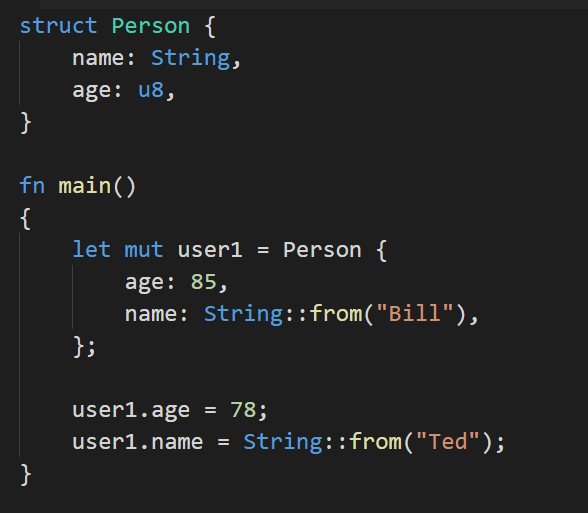 struct Person {
    name: String,
    age: u8,
}
fn main()
{
    let mut user1 = Person {
        age: 85,
        name: String::from("Bill"),
    };
    user1.age = 78;
    user1.name = String::from("Ted");
}